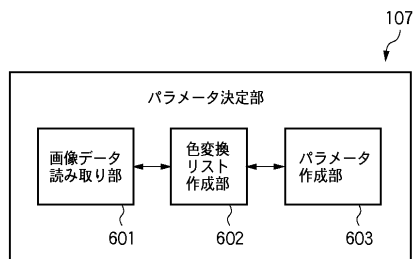 107
パラメータ決定部
画像データ
読み取り部
色変換
リスト
作成部
パラメータ
作成部
601
602
603